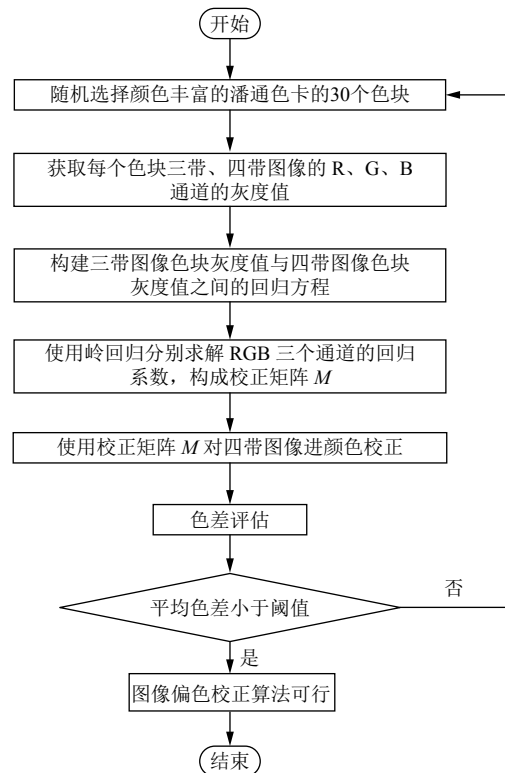 开始
随机选择颜色丰富的潘通色卡的30个色块
获取每个色块三带、四带图像的 R、G、B
通道的灰度值
构建三带图像色块灰度值与四带图像色块
灰度值之间的回归方程
使用岭回归分别求解 RGB 三个通道的回归
系数，构成校正矩阵 M
使用校正矩阵 M 对四带图像进颜色校正
色差评估
平均色差小于阈值
否
是
图像偏色校正算法可行
结束